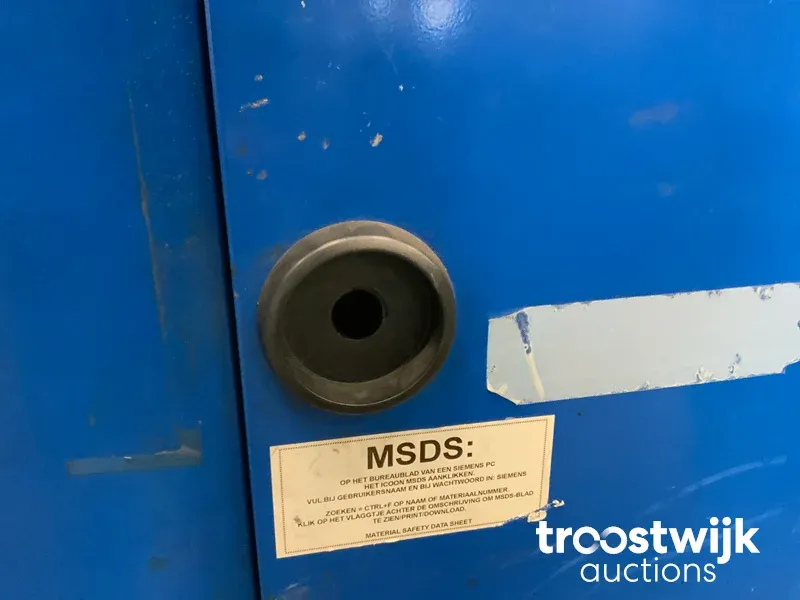 MSDS:
OP HET BUREAUBLAD VAN EEN SIEMENS PC
HET ICOON MSDS AANKLIKKEN.
VUL BIJ GEBRUIKERSNAAM EN BIJ WACHTWOORD IN: SIEMENS
ZOEKEN = CTRL+F OP NAAM OF MATERIAALNUMMER.
KLIK OP HET VLAGGTJE ACHTER DE OMSCHRIJVING OM MSDS-BLAD
TE ZIEN/PRINT/DOWNLOAD.
MATERIAL SAFETY DATA SHEET
troostwijk
auctions